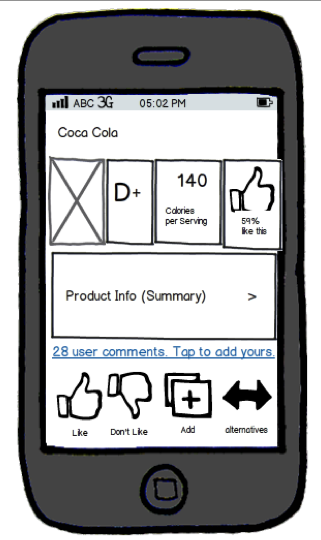 ABC 3G 05:02 PM
Coca Cola
D+
140
Calories
per Serving
59%
like this
Product Info (Summary) >
28 user comments. Tap to add yours.
Like Don't Like Add alternatives